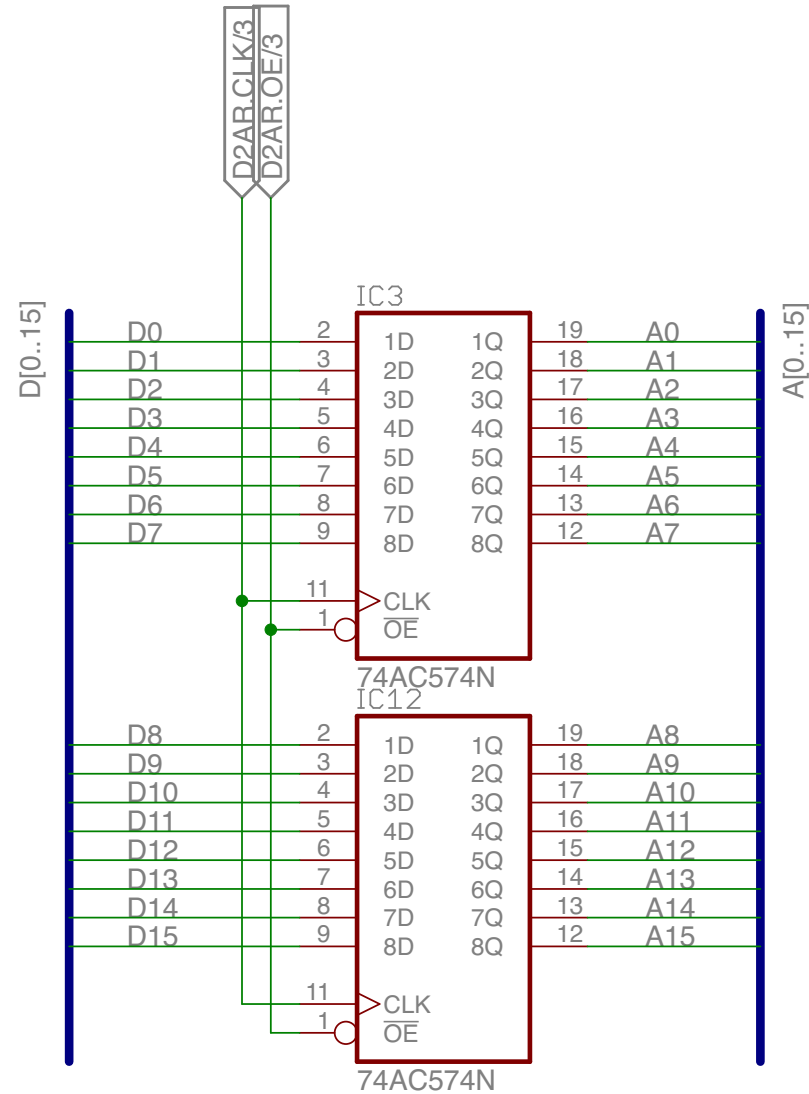 D2AR.CLK/3
D2AR.OE/3
D[0..15]
A[0..15]
IC3
D0 2 1D 1Q 19 A0
D1 3 2D 2Q 18 A1
D2 4 3D 3Q 17 A2
D3 5 4D 4Q 16 A3
D4 6 5D 5Q 15 A4
D5 7 6D 6Q 14 A5
D6 8 7D 7Q 13 A6
D7 9 8D 8Q 12 A7
11 CLK
1 OE
74AC574N
IC12
D8 2 1D 1Q 19 A8
D9 3 2D 2Q 18 A9
D10 4 3D 3Q 17 A10
D11 5 4D 4Q 16 A11
D12 6 5D 5Q 15 A12
D13 7 6D 6Q 14 A13
D14 8 7D 7Q 13 A14
D15 9 8D 8Q 12 A15
11 CLK
1 OE
74AC574N